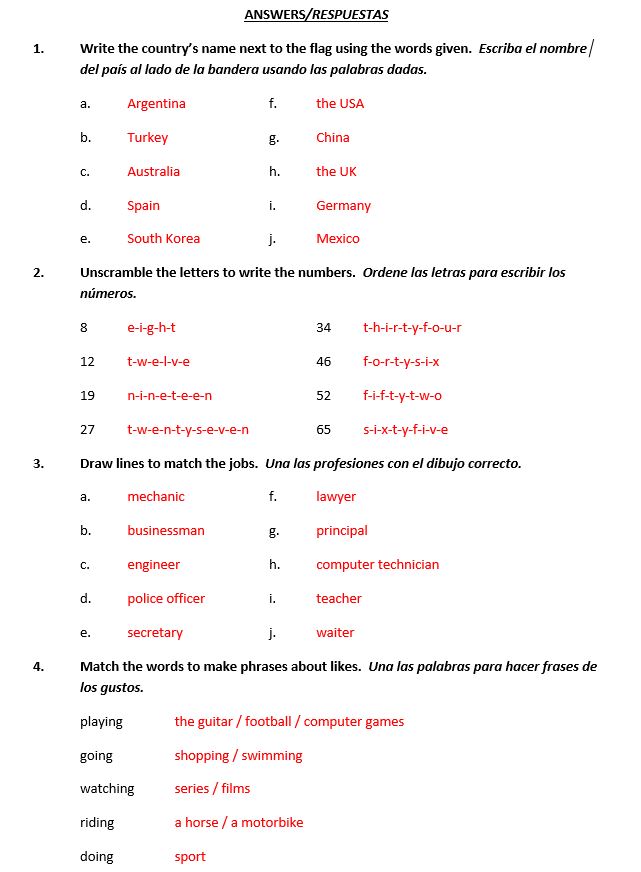 ANSWERS/RESPUESTAS
1. Write the country's name next to the flag using the words given. Escriba el nombre
del país al lado de la bandera usando las palabras dadas.
a. Argentina f. the USA
b. Turkey g. China
c. Australia h. the UK
d. Spain i. Germany
e. South Korea j. Mexico
2. Unscramble the letters to write the numbers. Ordene las letras para escribir los
números.
8 e-i-g-h-t 34 t-h-i-r-t-y-f-o-u-r
12 t-w-e-l-v-e 46 f-o-r-t-y-s-i-x
19 n-i-n-e-t-e-e-n 52 f-i-f-t-y-t-w-o
27 t-w-e-n-t-y-s-e-v-e-n 65 s-i-x-t-y-f-i-v-e
3. Draw lines to match the jobs. Una las profesiones con el dibujo correcto.
a. mechanic f. lawyer
b. businessman g. principal
c. engineer h. computer technician
d. police officer i. teacher
e. secretary j. waiter
4. Match the words to make phrases about likes. Una las palabras para hacer frases de
los gustos.
playing the guitar / football / computer games
going shopping / swimming
watching series / films
riding a horse / a motorbike
doing sport